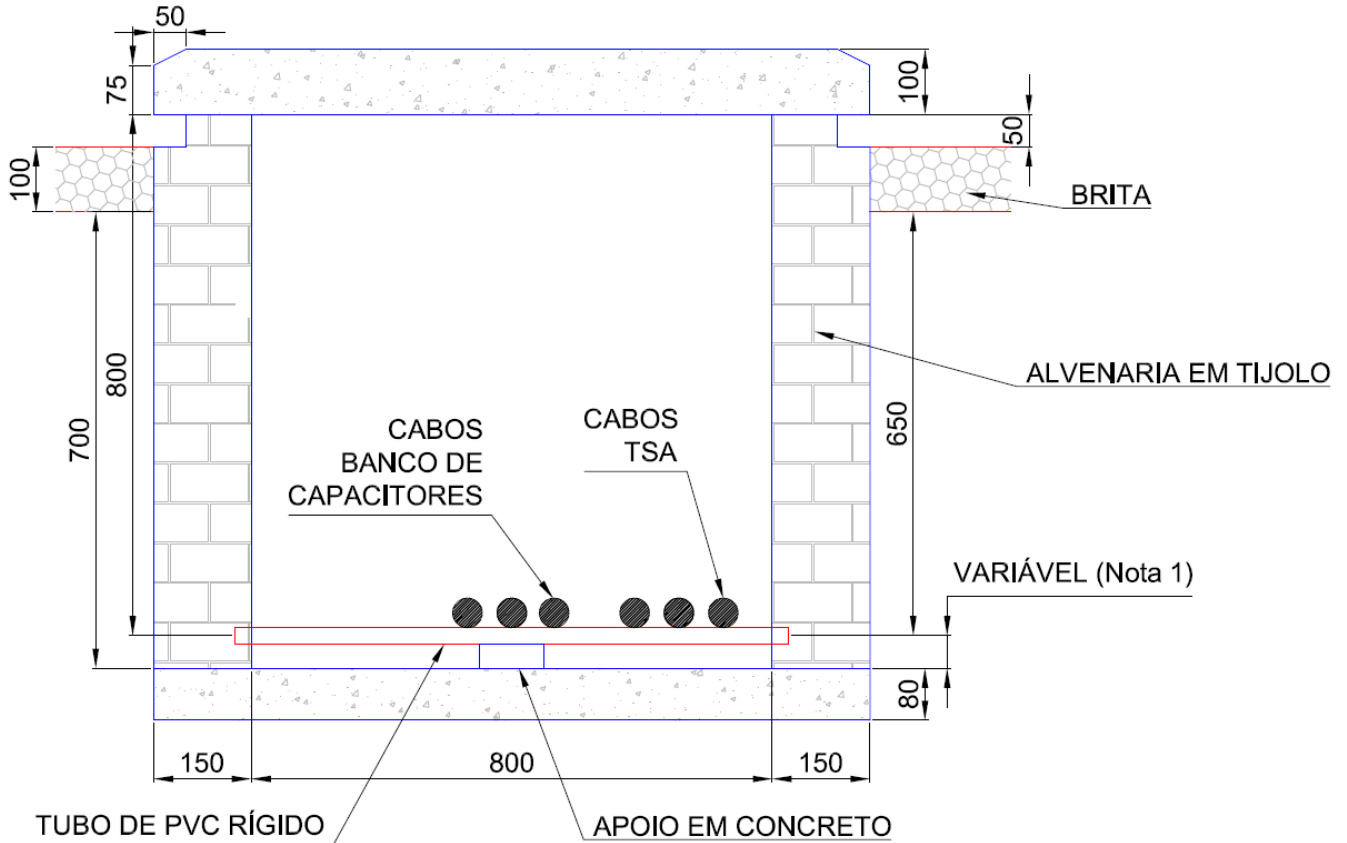 50
75
100
50
100
BRITA
800
700
650
ALVENARIA EM TIJOLO
CABOS
BANCO DE
CAPACITORES
CABOS
TSA
VARIÁVEL (Nota 1)
80
150
800
150
TUBO DE PVC RÍGIDO
APOIO EM CONCRETO